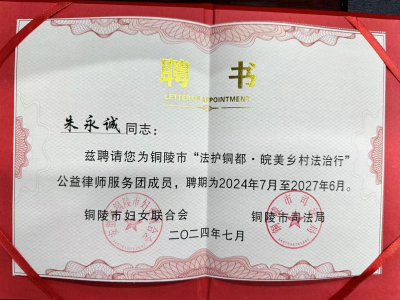 聘 书
LETTER OF APPOINTMENT
朱永诚 同志：
兹聘请您为铜陵市“法护铜都·皖美乡村法治行”
公益律师服务团成员，聘期为2024年7月至2027年6月。
铜陵市妇女联合会 铜陵市司法局
二〇二四年七月